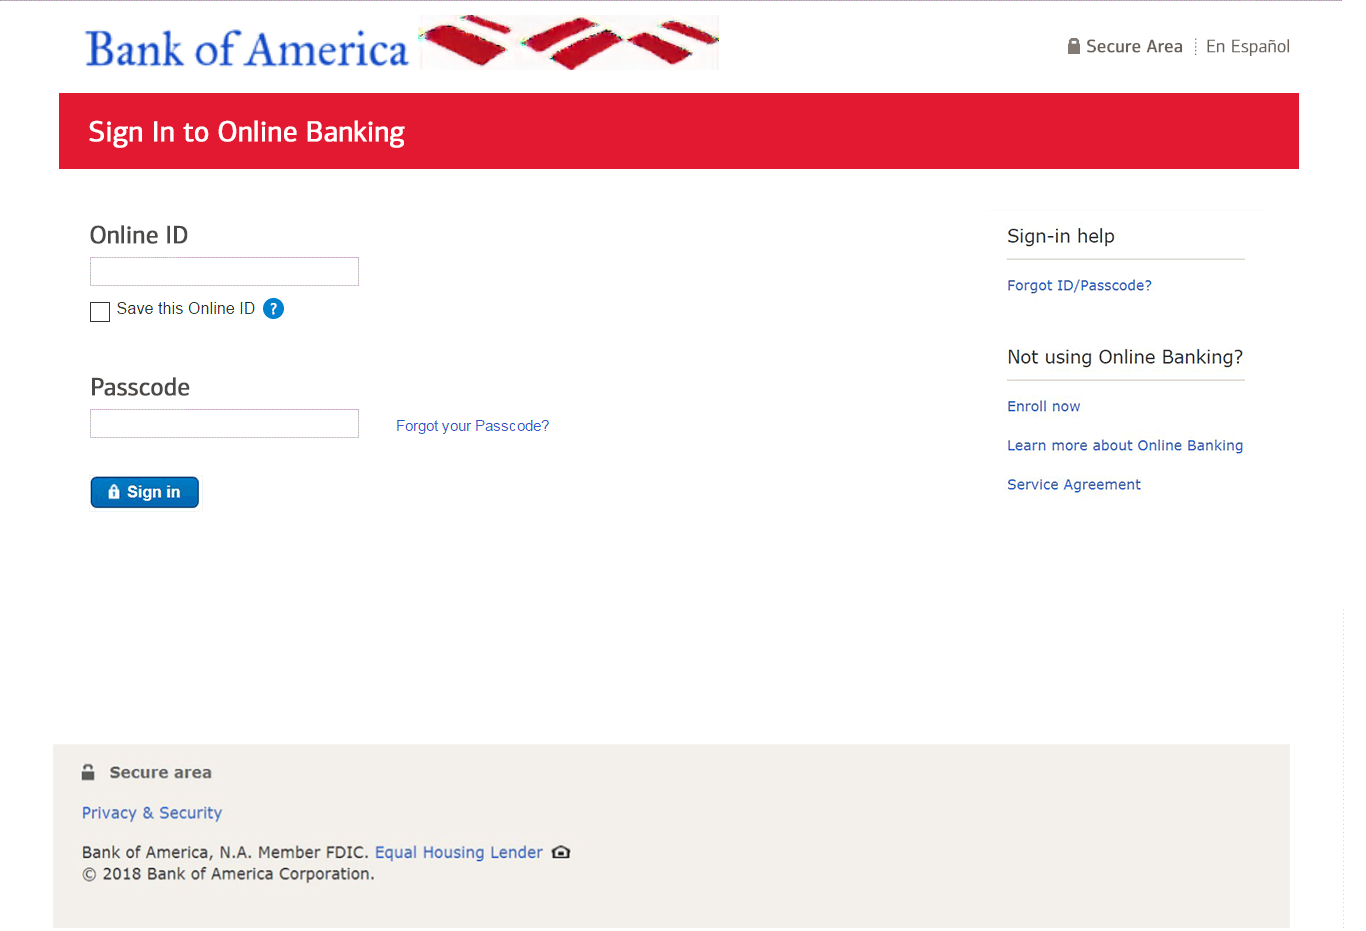 Bank of America
Secure Area
En Español
Sign In to Online Banking
Online ID
Save this Online ID ?
Passcode
Forgot your Passcode?
Sign in
Sign-in help
Forgot ID/Passcode?
Not using Online Banking?
Enroll now
Learn more about Online Banking
Service Agreement
Secure area
Privacy & Security
Bank of America, N.A. Member FDIC. Equal Housing Lender
© 2018 Bank of America Corporation.